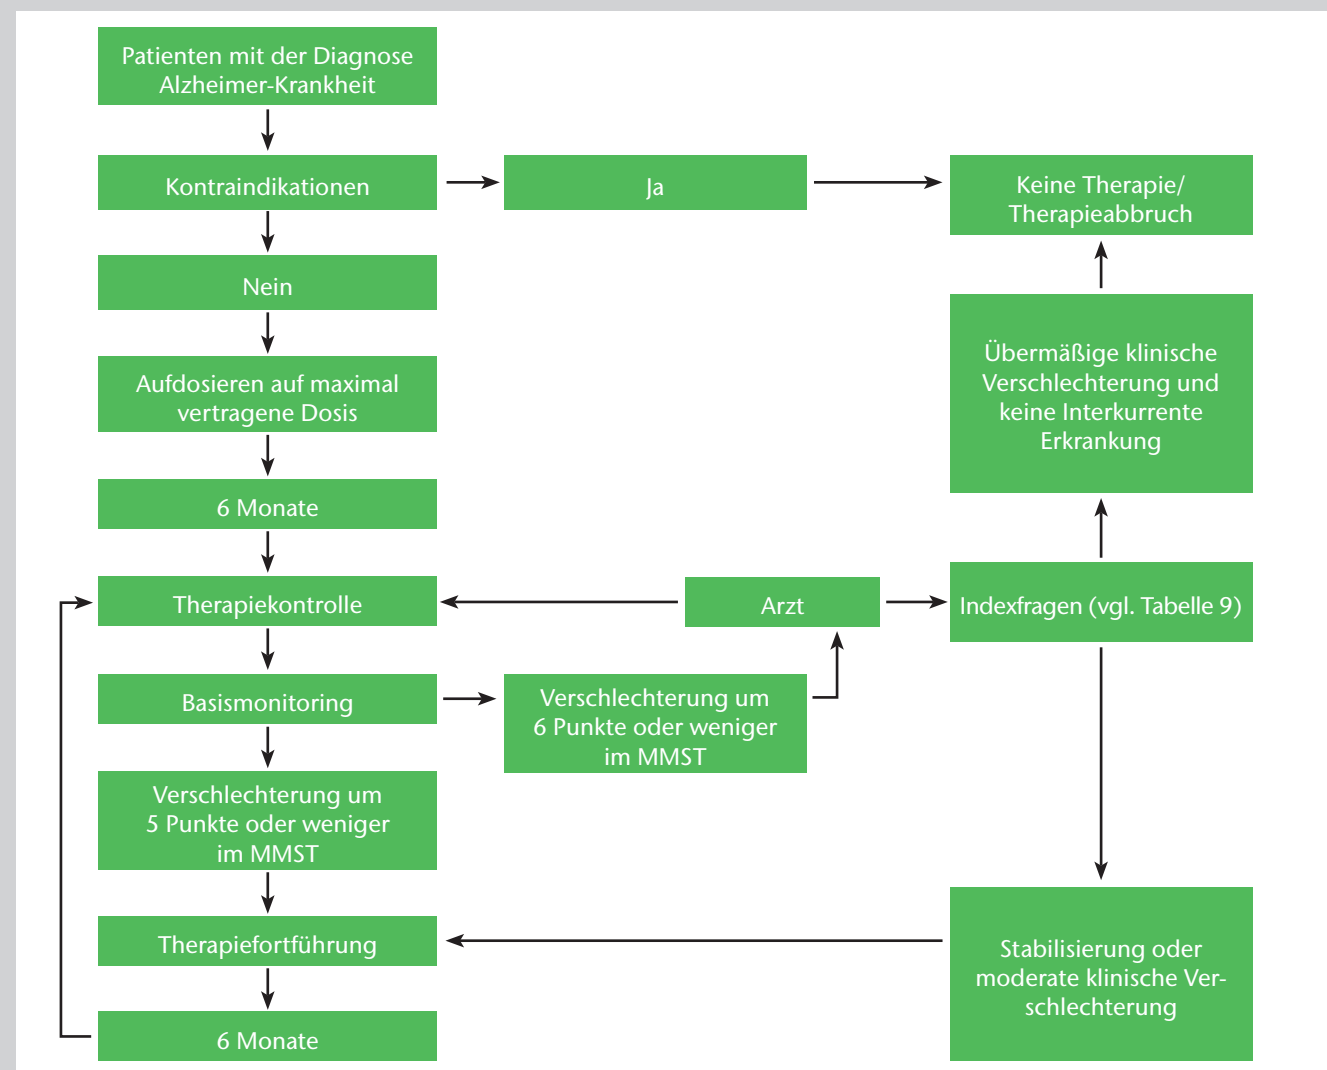 Patienten mit der Diagnose
Alzheimer-Krankheit
Kontraindikationen
Ja
Keine Therapie/
Therapieabbruch
Nein
Übermäßige klinische
Verschlechterung und
keine Interkurrente
Erkrankung
Aufdosieren auf maximal
vertragene Dosis
6 Monate
Therapiekontrolle
Arzt
Indexfragen (vgl. Tabelle 9)
Basismonitoring
Verschlechterung um
6 Punkte oder weniger
im MMST
Verschlechterung um
5 Punkte oder weniger
im MMST
Therapiefortführung
Stabilisierung oder
moderate klinische Ver-
schlechterung
6 Monate